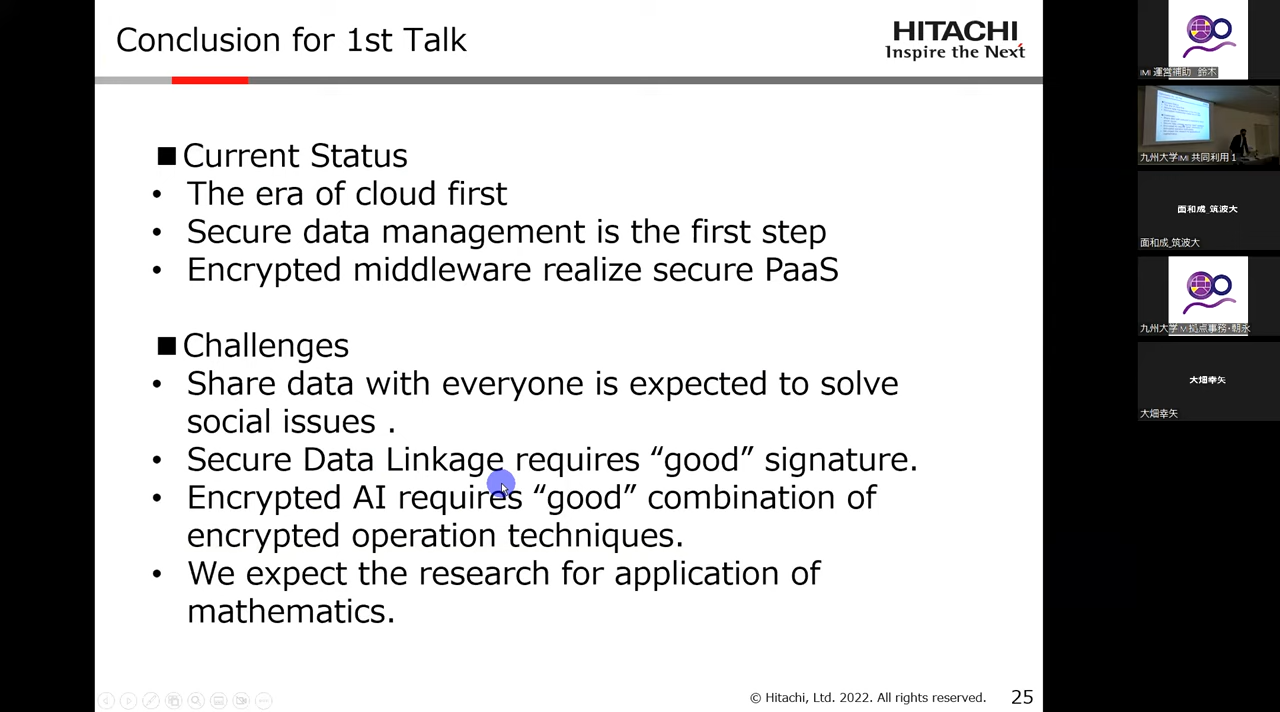 Conclusion for 1st Talk
HITACHI
Inspire the Next
■Current Status
• The era of cloud first
• Secure data management is the first step
• Encrypted middleware realize secure PaaS
■Challenges
• Share data with everyone is expected to solve
social issues .
• Secure Data Linkage requires “good” signature.
• Encrypted AI requires “good” combination of
encrypted operation techniques.
• We expect the research for application of
mathematics.
© Hitachi, Ltd. 2022. All rights reserved.
25
IMI 運営補助 鈴木
九州大学IMI 共同利用1
面和成_筑波大
面和成_筑波大
大畑幸矢
大畑幸矢